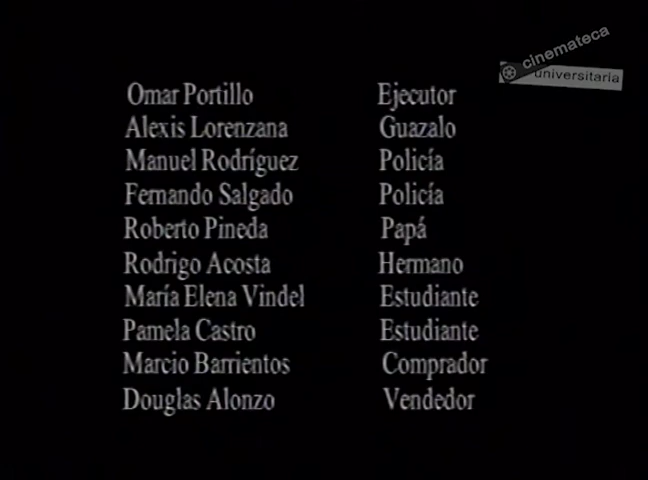 cinemateca
universitaria
Omar Portillo Ejecutor
Alexis Lorenzana Guazalo
Manuel Rodríguez Policía
Fernando Salgado Policía
Roberto Pineda Papá
Rodrigo Acosta Hermano
María Elena Vindel Estudiante
Pamela Castro Estudiante
Marcio Barrientos Comprador
Douglas Alonzo Vendedor